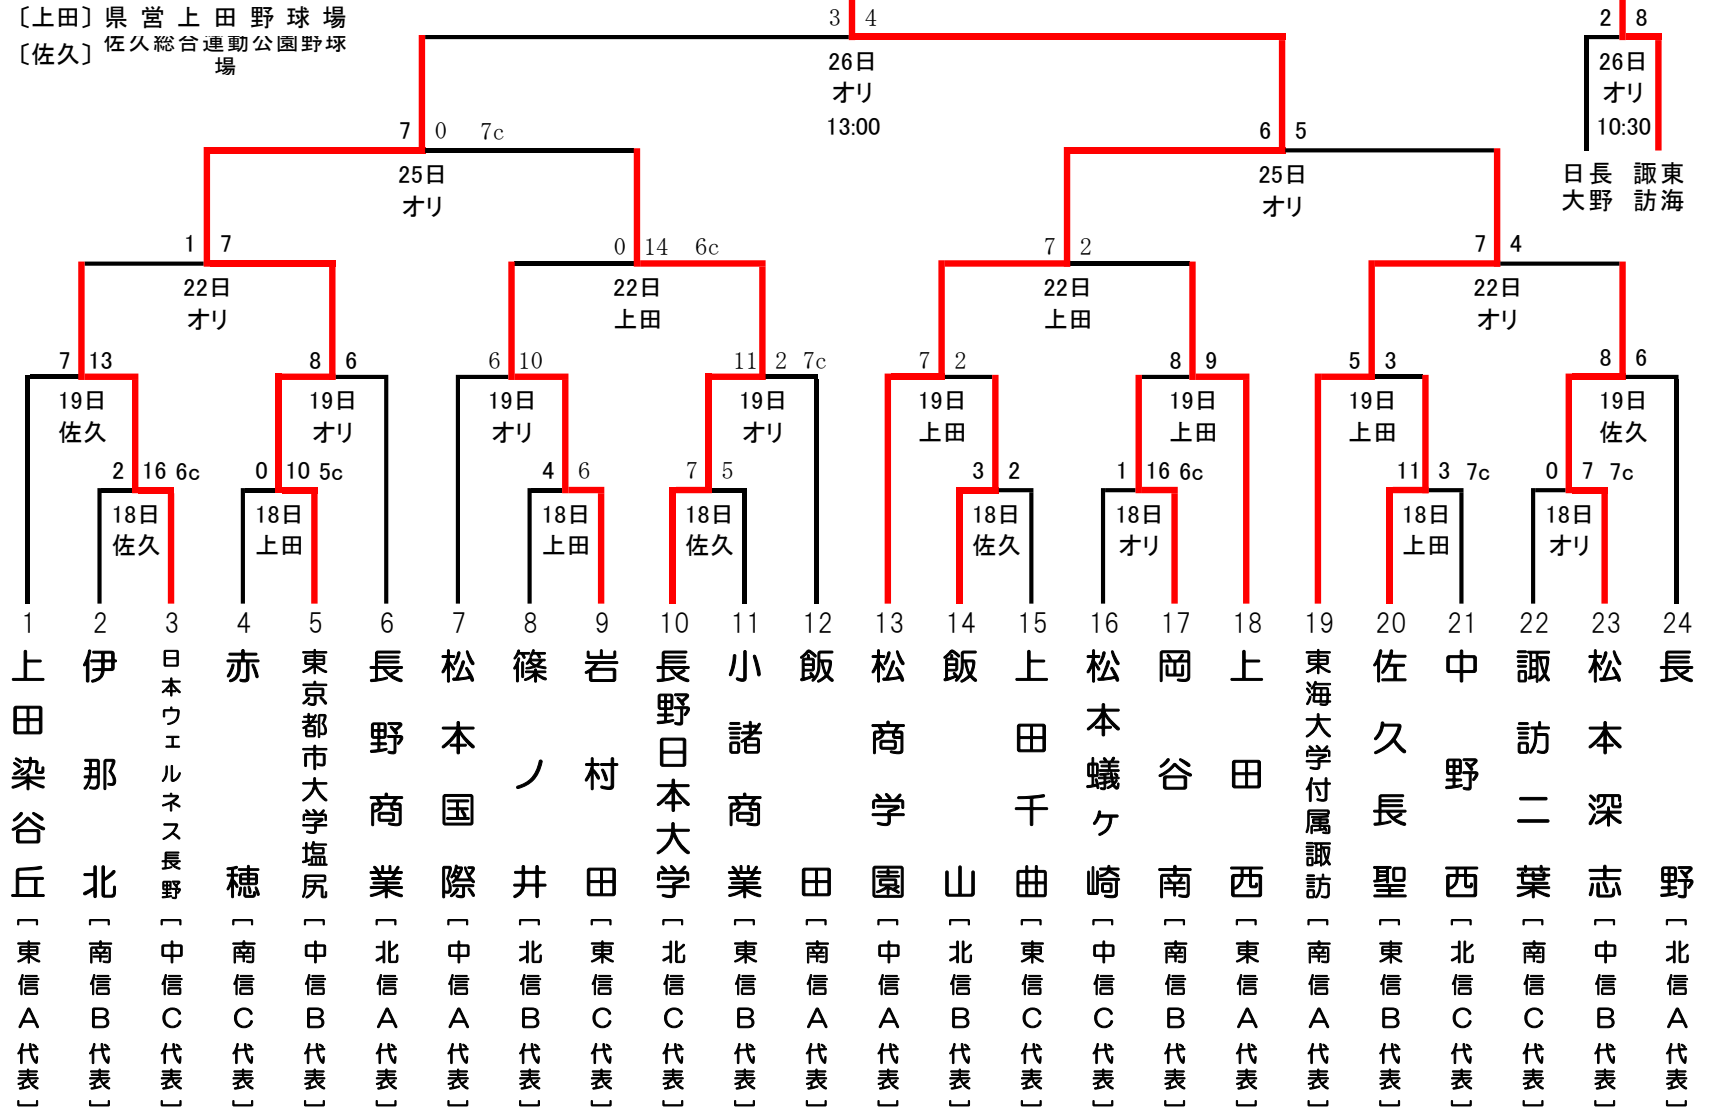 〔上田〕 県営上田野球場
〔佐久〕 佐久総合運動公園野球場
3 4
26日
オリ
13:00
2 8
26日
オリ
10:30
長野日大
東海諏訪
7 0 7c
25日
オリ
6 5
25日
オリ
1 7
22日
オリ
0 14 6c
22日
上田
7 2
22日
上田
7 4
22日
オリ
7 13
19日
佐久
8 6
19日
オリ
6 10
19日
オリ
11 2 7c
19日
オリ
7 2
19日
上田
8 9
19日
上田
5 3
19日
上田
8 6
19日
佐久
2 16 6c
18日
佐久
0 10 5c
18日
上田
4 6
18日
上田
7 5
18日
佐久
3 2
18日
佐久
1 16 6c
18日
オリ
11 3 7c
18日
上田
0 7 7c
18日
オリ
1 上田染谷丘 [東信A代表]
2 伊那北 [南信B代表]
3 日本ウェルネス長野 [中信C代表]
4 赤穂 [南信C代表]
5 東京都市大学塩尻 [中信B代表]
6 長野商業 [北信A代表]
7 松本国際 [中信A代表]
8 篠ノ井 [北信B代表]
9 岩村田 [東信C代表]
10 長野日本大学 [北信C代表]
11 小諸商業 [東信B代表]
12 飯田 [南信A代表]
13 松商学園 [中信A代表]
14 飯山 [北信B代表]
15 上田千曲 [東信C代表]
16 松本蟻ケ崎 [中信C代表]
17 岡谷南 [南信B代表]
18 上田西 [東信A代表]
19 東海大学付属諏訪 [南信A代表]
20 佐久長聖 [東信B代表]
21 中野西 [北信C代表]
22 諏訪二葉 [南信C代表]
23 松本深志 [中信B代表]
24 長野 [北信A代表]